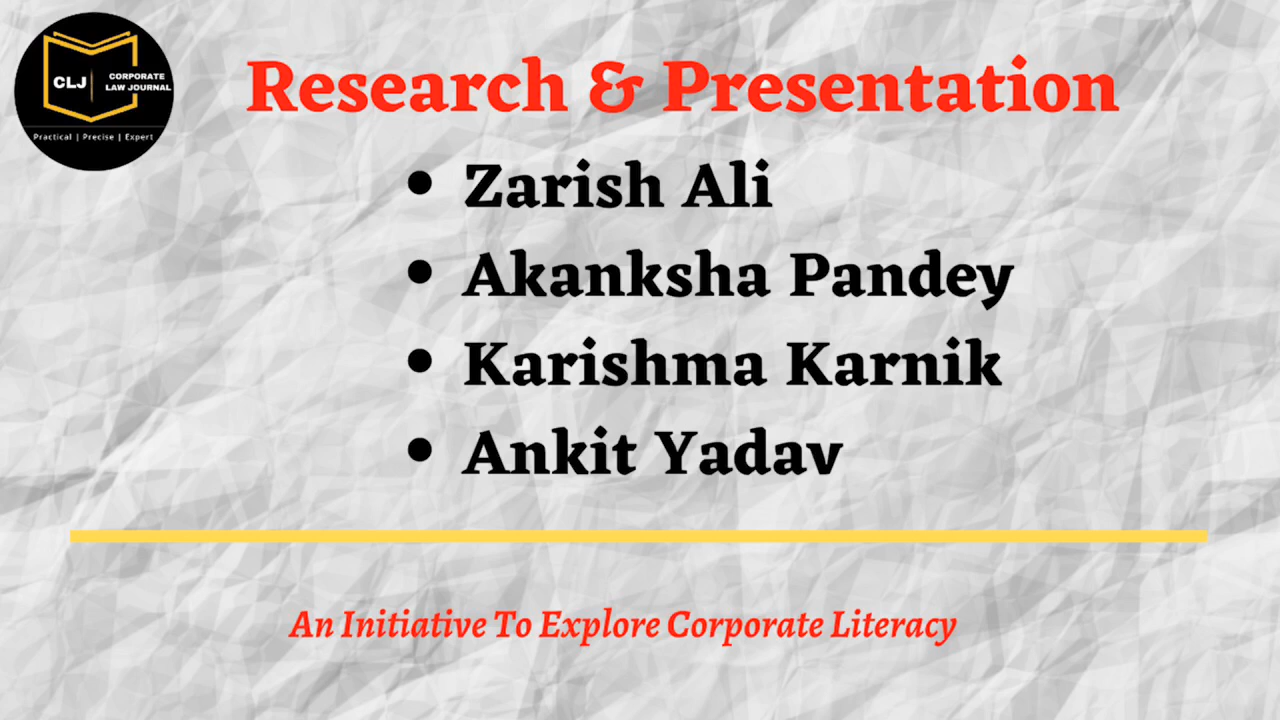 CLJ
CORPORATE
LAW JOURNAL
Practical | Precise | Expert
Research & Presentation
• Zarish Ali
• Akanksha Pandey
• Karishma Karnik
• Ankit Yadav
An Initiative To Explore Corporate Literacy